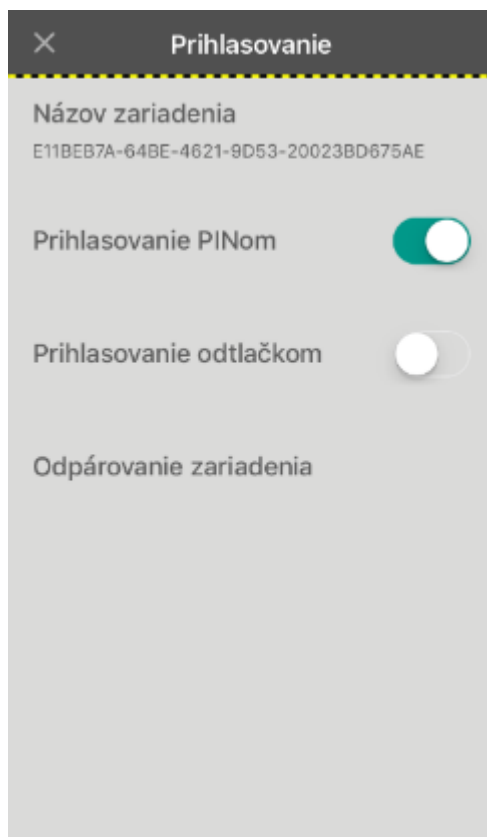 Prihlasovanie
Názov zariadenia
E11BEB7A-64BE-4621-9D53-20023BD675AE
Prihlasovanie PINom
Prihlasovanie odtlačkom
Odpárovanie zariadenia